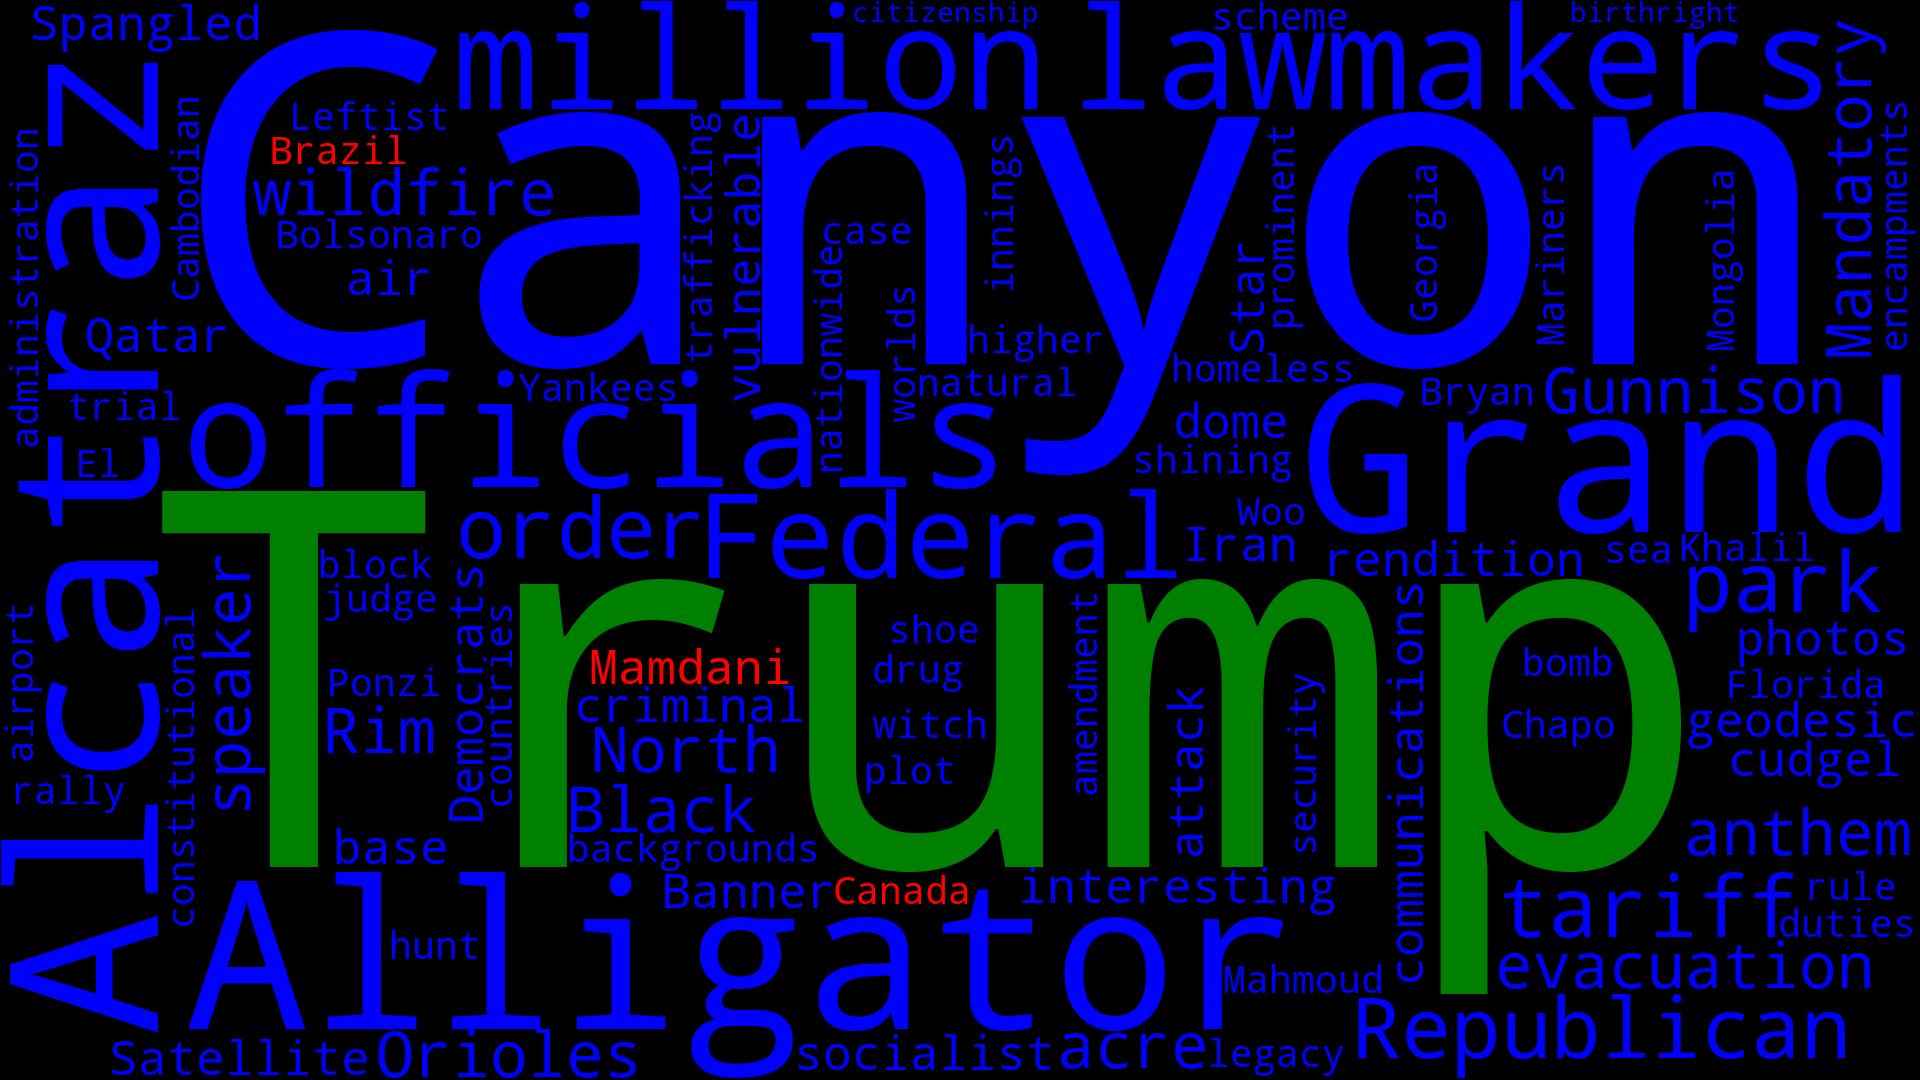 Spangled
million
citizenship
lawmakers
scheme
birthright
Canyon
Leftist
Brazil
wildfire
Bolsonaro
air
Cambodian
administration
Alcatraz
trafficking
vulnerable
case
nationwide
worlds
innings
higher
natural
Star
prominent
Georgia
Mariners
Mongolia
Mandatory
encampments
Qatar
trial
El
officials
Yankees
homeless
dome
shining
Grand
Bryan
Gunnison
order
Federal
Woo
Iran
rendition
sea
Khalil
park
photos
Trump
block
judge
speaker
Ponzi
Rim
Democrats
countries
Mamdani
criminal
North
Black
backgrounds
base
shoe
drug
witch
plot
amendment
attack
security
communications
bomb
Chapo
Florida
geodesic
cudgel
anthem
airport
rally
constitutional
Alligator
Banner
Canada
interesting
hunt
Mahmoud
tariff
rule
duties
evacuation
Republican
Satellite
Orioles
socialist
acre
legacy